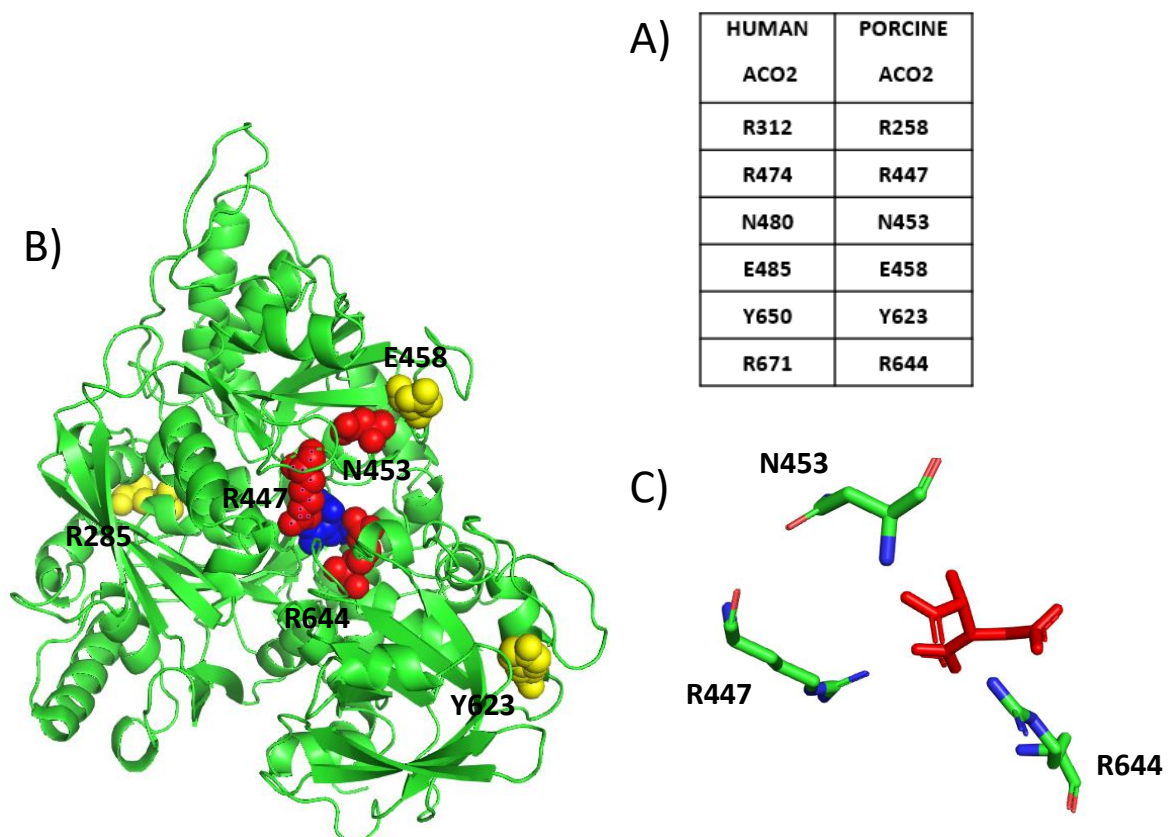 A)
HUMAN ACO2 PORCINE ACO2
R312 R258
R474 R447
N480 N453
E485 E458
Y650 Y623
R671 R644
B)
E458
N453
R447
R285
R644
Y623
C)
N453
R447
R644